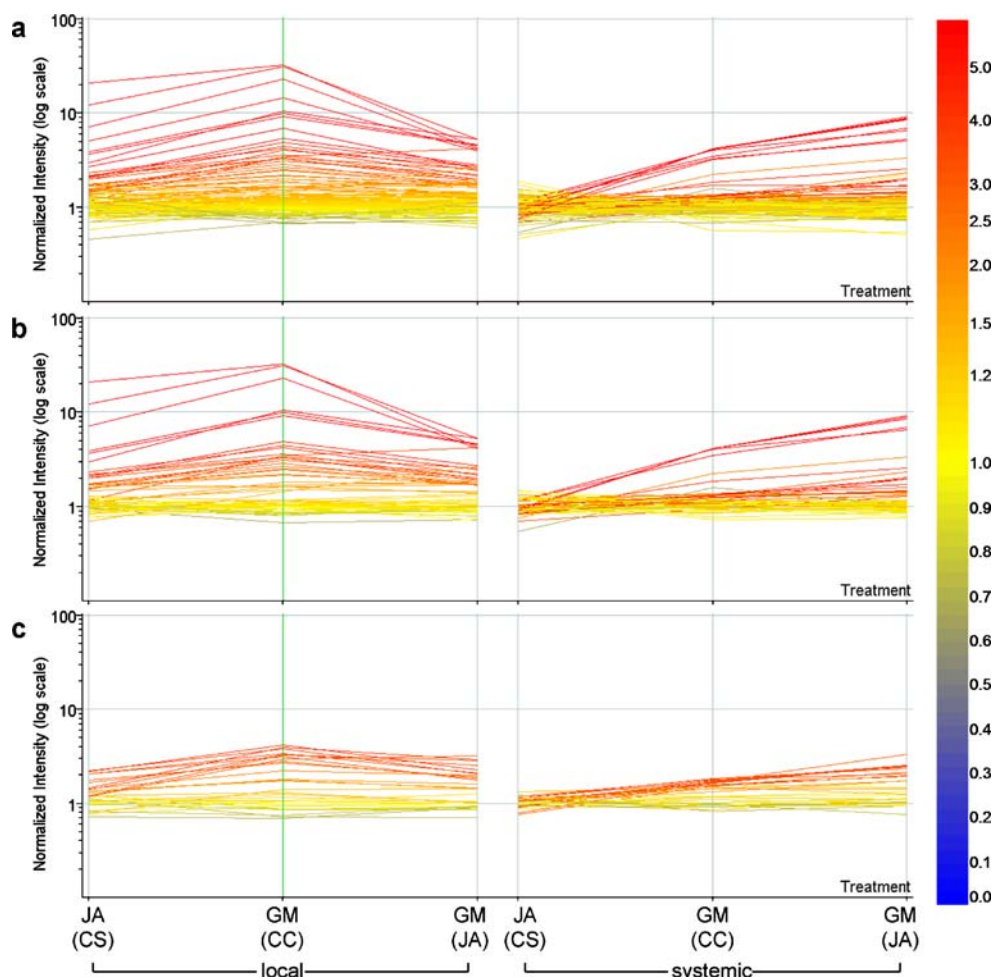 a
100
10
1
Normalized Intensity (log scale)
Treatment
b
100
10
1
Normalized Intensity (log scale)
Treatment
c
100
10
1
Normalized Intensity (log scale)
Treatment
JA (CS)
GM (CC)
GM (JA)
JA (CS)
GM (CC)
GM (JA)
local
systemic
5.0
4.0
3.0
2.5
2.0
1.5
1.2
1.0
0.9
0.8
0.7
0.6
0.5
0.4
0.3
0.2
0.1
0.0